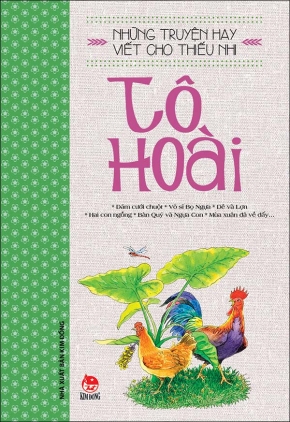 NHỮNG TRUYỆN HAY
VIẾT CHO THIẾU NHI
TÔ
HOÀI
* Đám cưới chuột * Võ sĩ Bọ Ngựa * Dê và Lợn
* Hai con ngỗng * Bàn Quý và Ngựa Con * Mùa xuân đã về đấy...
NHÀ XUẤT BẢN KIM ĐỒNG
KIM ĐỒNG